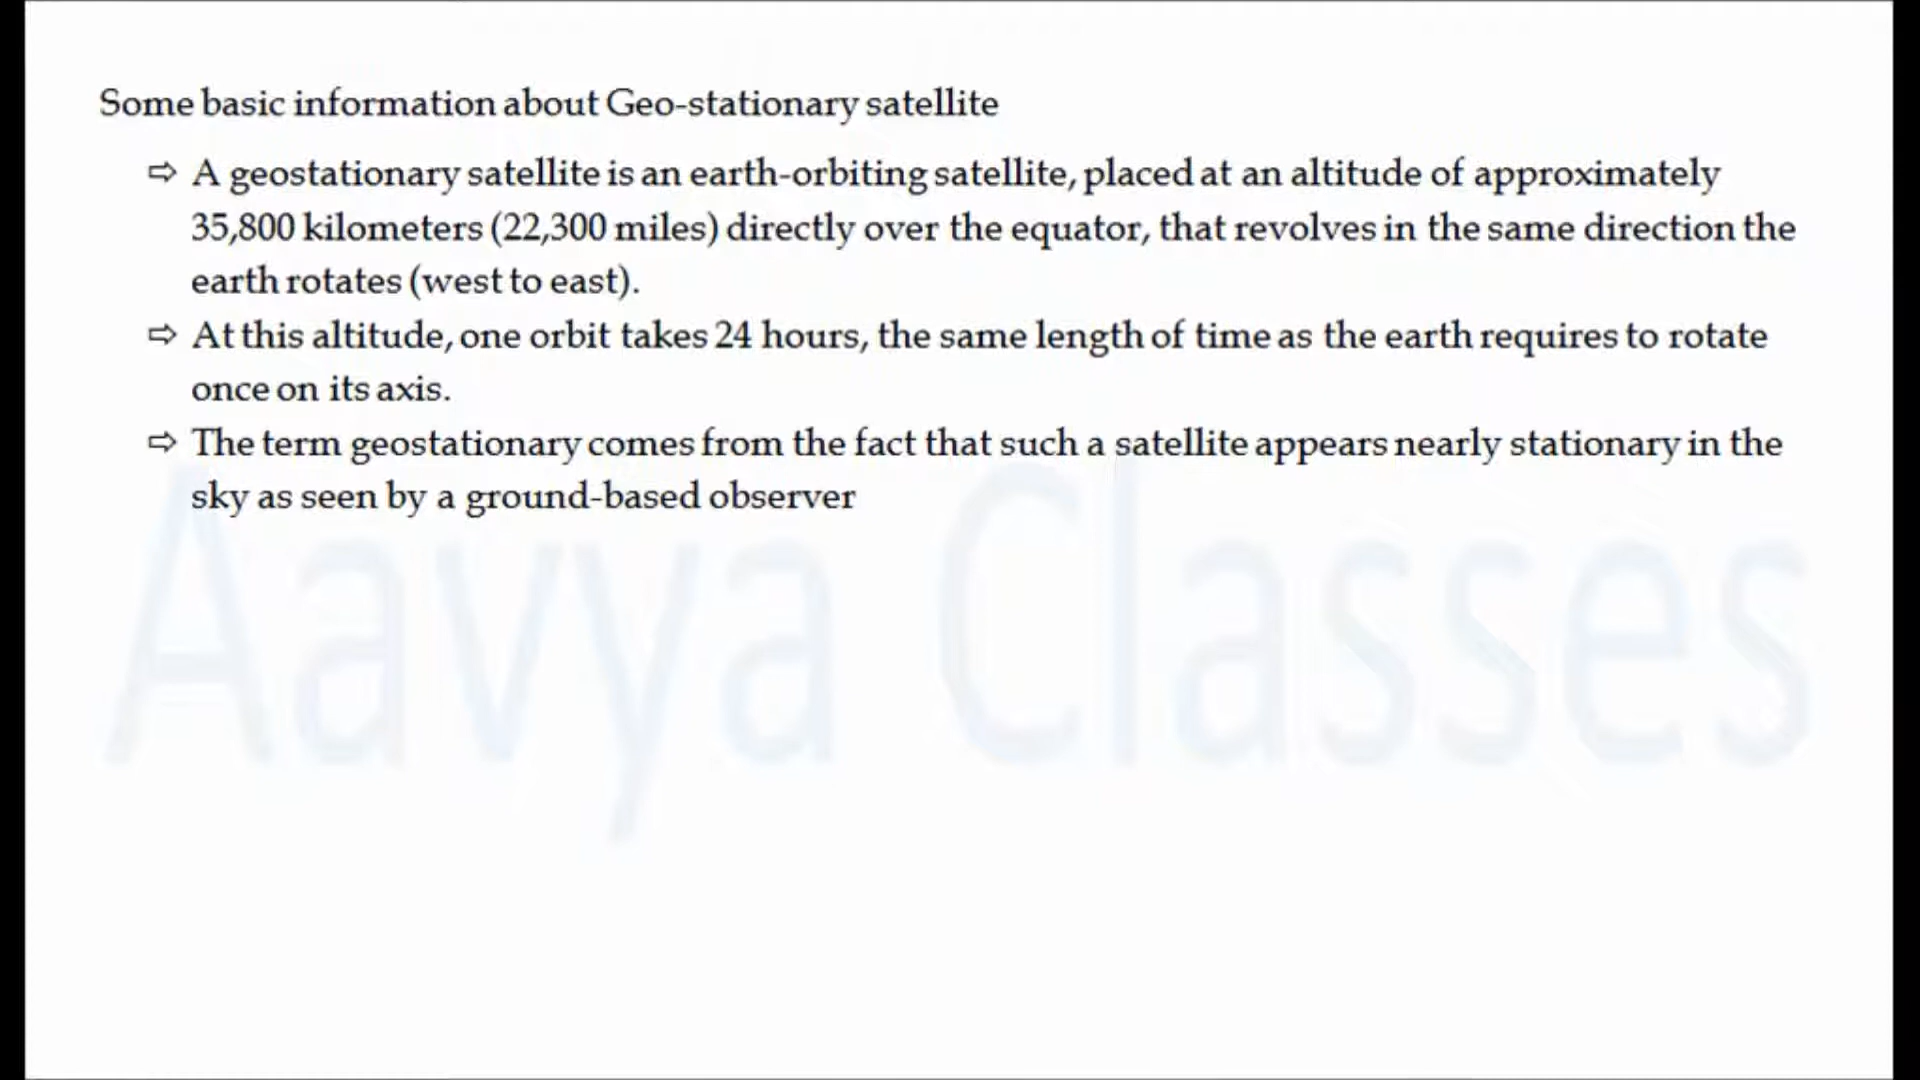 Some basic information about Geo-stationary satellite
⇨ A geostationary satellite is an earth-orbiting satellite, placed at an altitude of approximately
35,800 kilometers (22,300 miles) directly over the equator, that revolves in the same direction the
earth rotates (west to east).
⇨ At this altitude, one orbit takes 24 hours, the same length of time as the earth requires to rotate
once on its axis.
⇨ The term geostationary comes from the fact that such a satellite appears nearly stationary in the
sky as seen by a ground-based observer
Aavya Classes